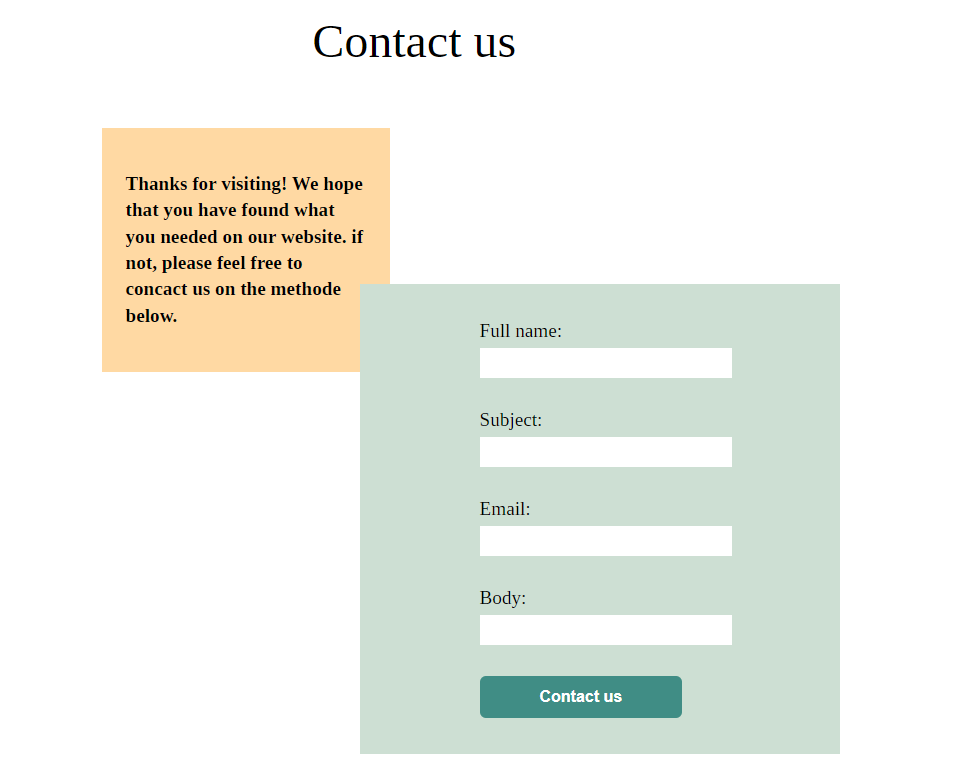 Contact us
Thanks for visiting! We hope
that you have found what
you needed on our website. if
not, please feel free to
concact us on the methode
below.
Full name:
Subject:
Email:
Body:
Contact us